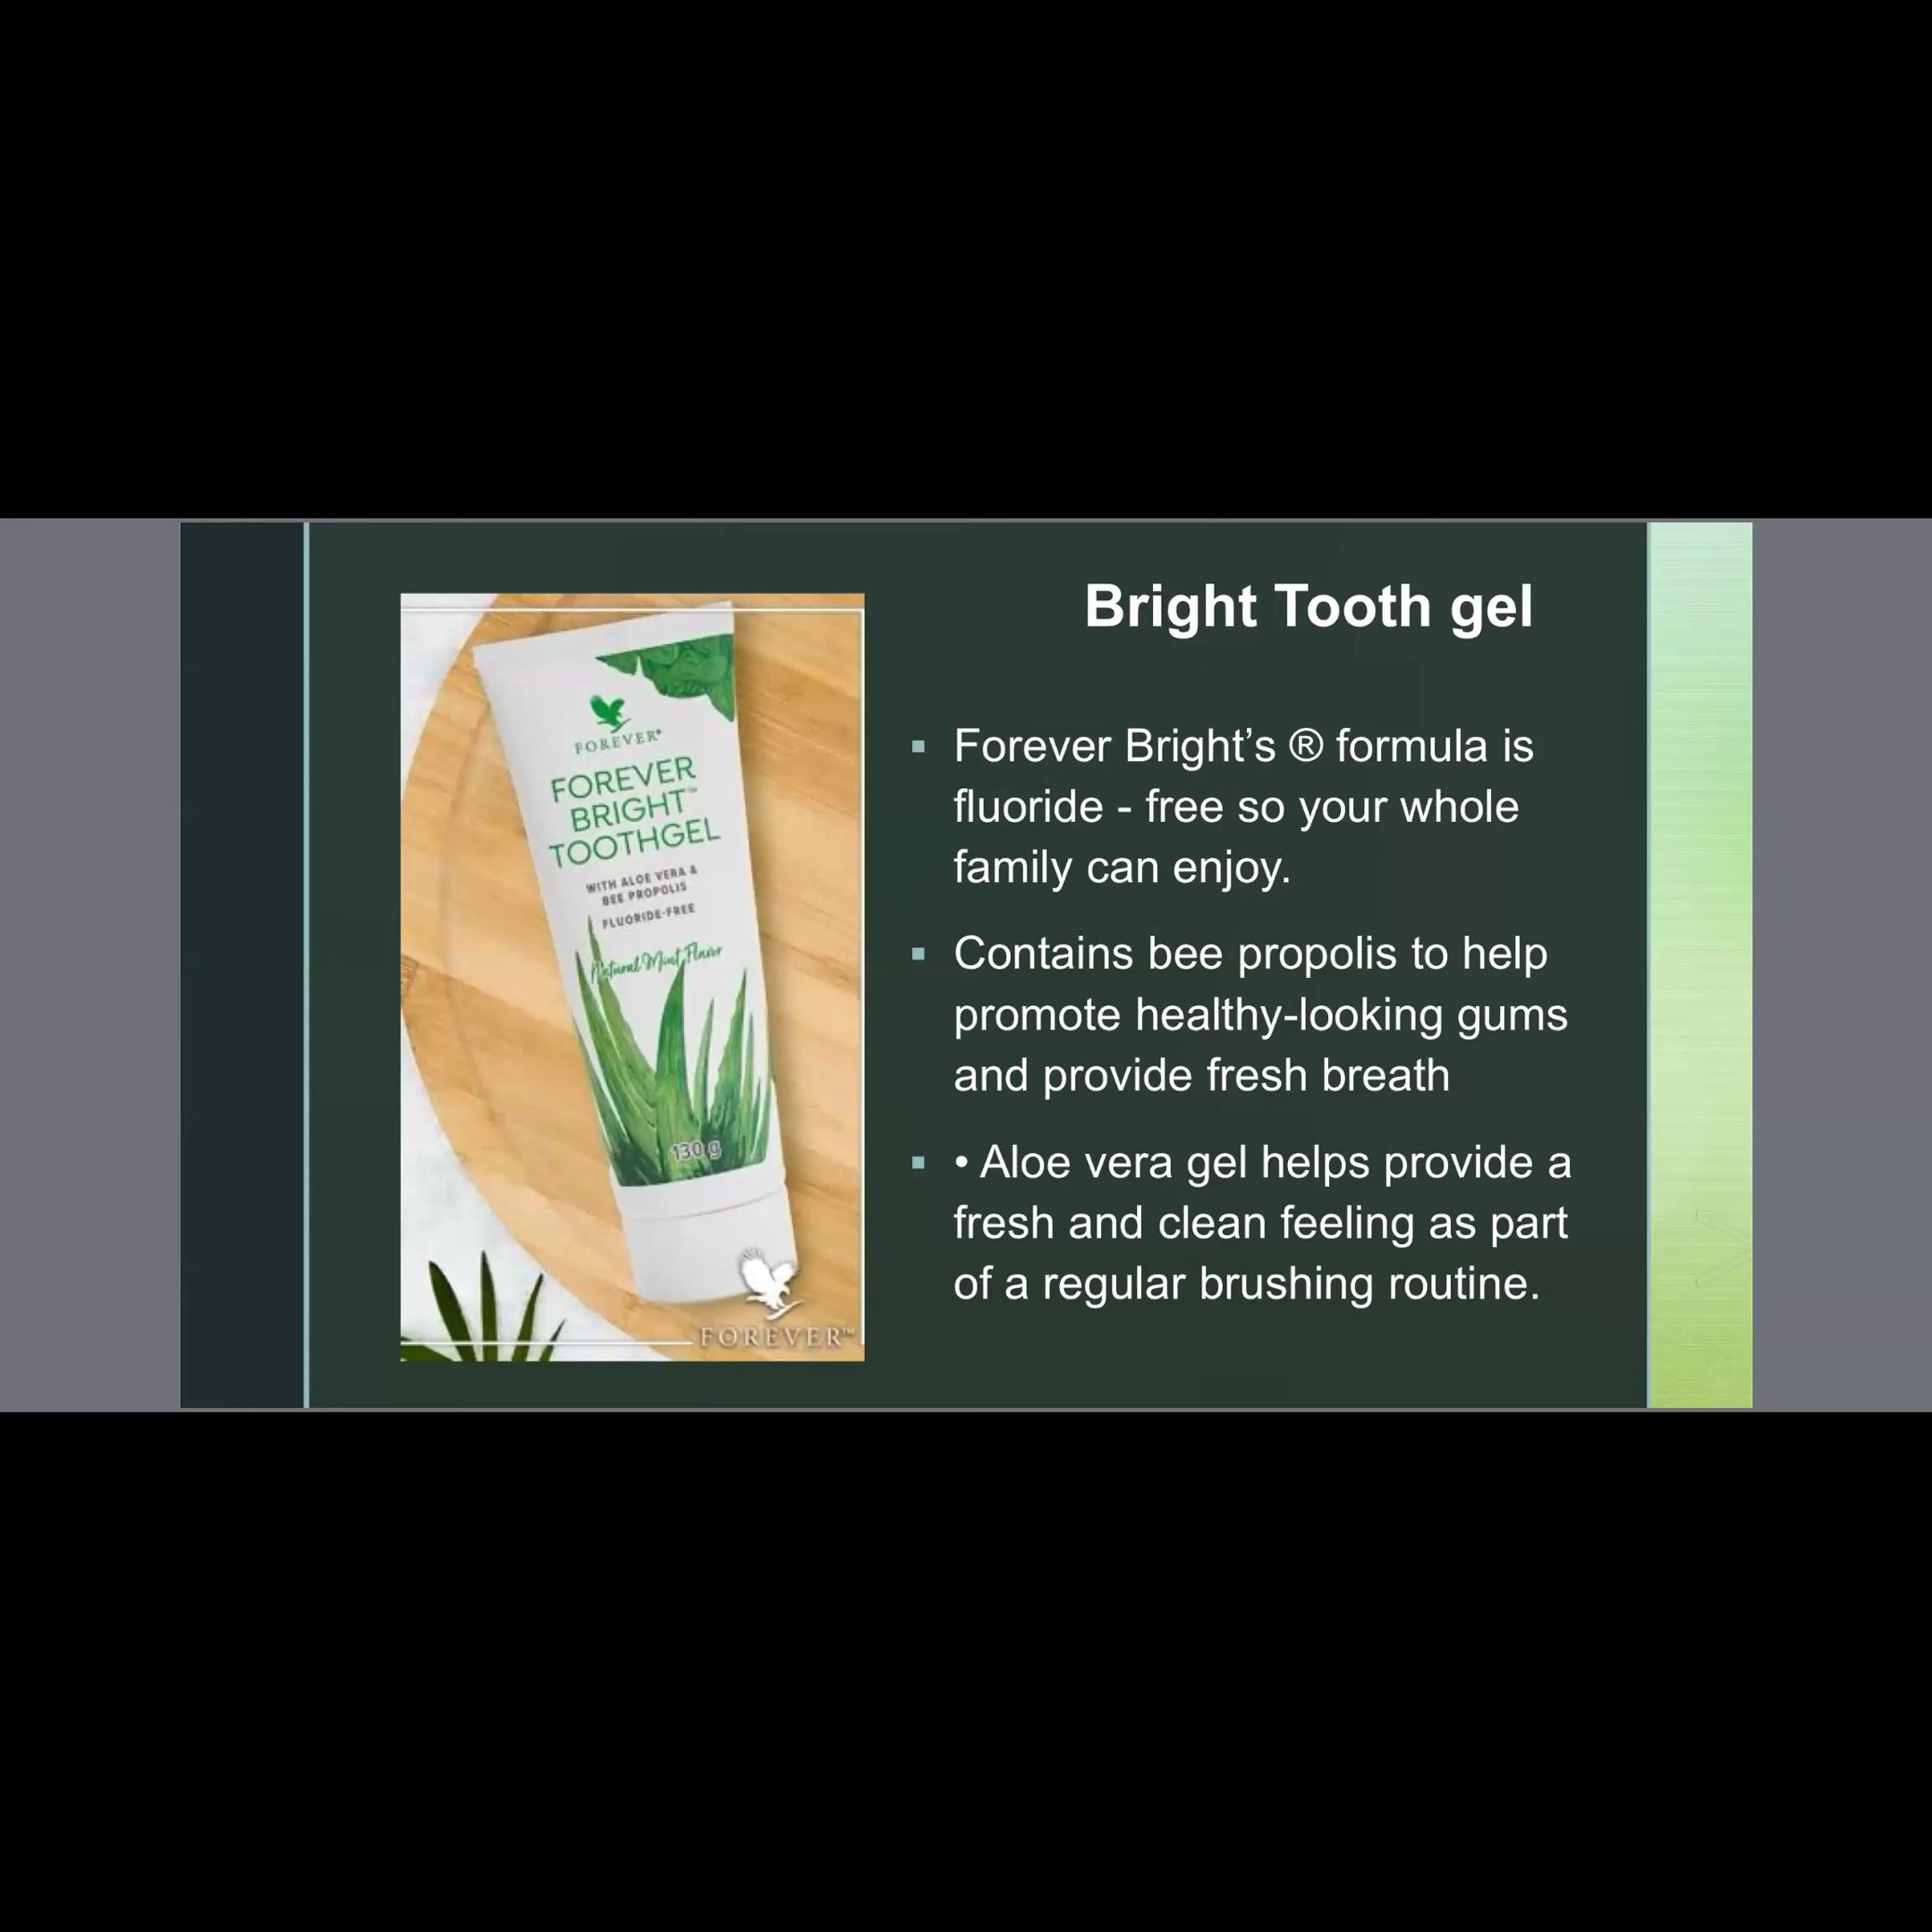 Bright Tooth gel
FOREVER®
FOREVER
BRIGHT™
TOOTHGEL
WITH ALOE VERA &
BEE PROPOLIS
FLUORIDE-FREE
Natural Mint Flavor
130 g
FOREVER™
▪ Forever Bright’s ® formula is
fluoride - free so your whole
family can enjoy.
▪ Contains bee propolis to help
promote healthy-looking gums
and provide fresh breath
▪ • Aloe vera gel helps provide a
fresh and clean feeling as part
of a regular brushing routine.